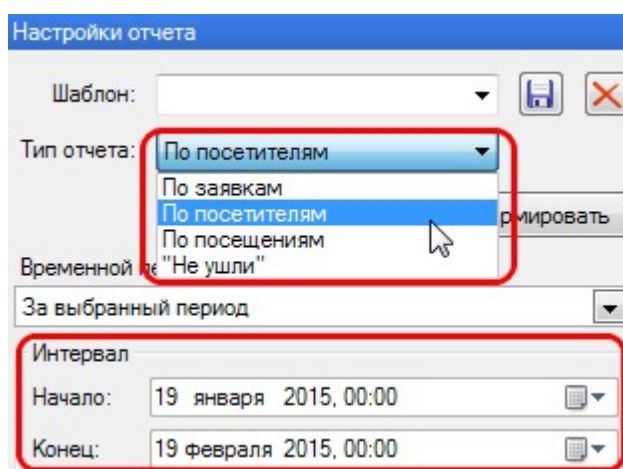 Настройки отчета
Шаблон:
Тип отчета: По посетителям
По заявкам
По посетителям
рмировать
По посещениям
Временной пе "Не ушли"
За выбранный период
Интервал
Начало: 19 января 2015, 00:00
Конец: 19 февраля 2015, 00:00